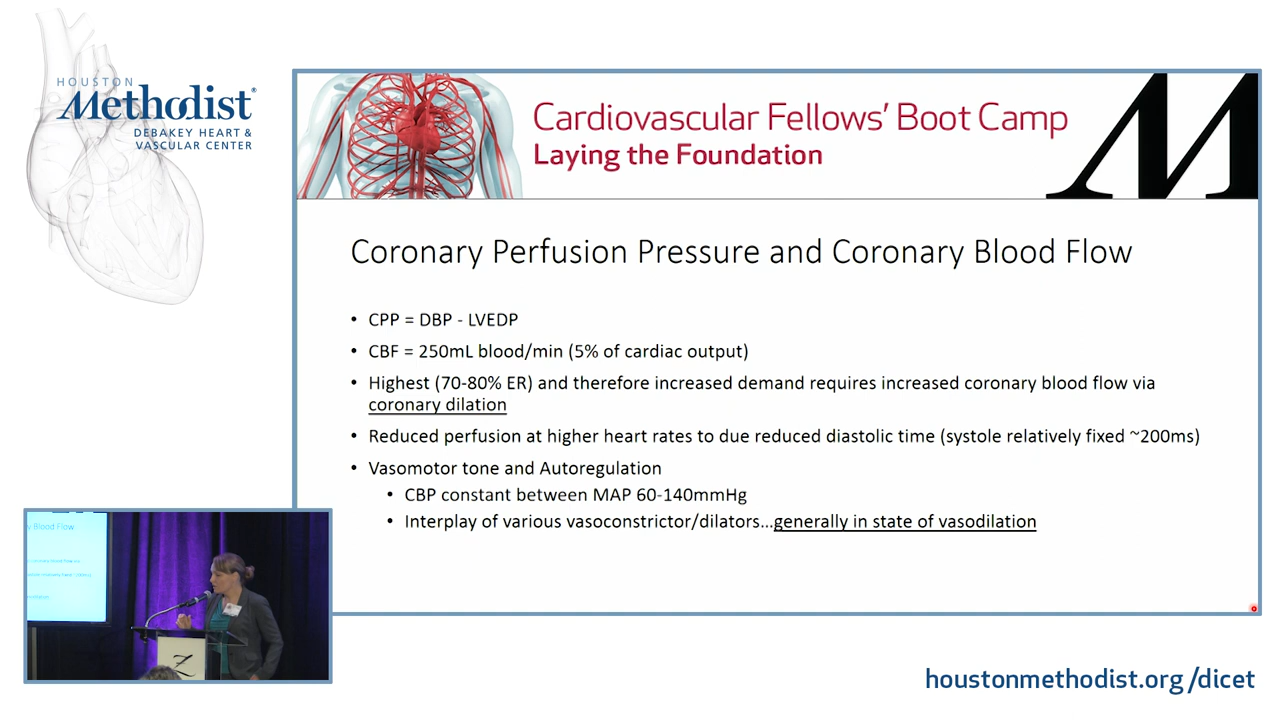 HOUSTON
Methodist®
DEBAKEY HEART &
VASCULAR CENTER
Cardiovascular Fellows’ Boot Camp
Laying the Foundation
M
Coronary Perfusion Pressure and Coronary Blood Flow
• CPP = DBP - LVEDP
• CBF = 250mL blood/min (5% of cardiac output)
• Highest (70-80% ER) and therefore increased demand requires increased coronary blood flow via
coronary dilation
• Reduced perfusion at higher heart rates to due reduced diastolic time (systole relatively fixed ~200ms)
• Vasomotor tone and Autoregulation
• CBP constant between MAP 60-140mmHg
• Interplay of various vasoconstrictor/dilators...generally in state of vasodilation
y Blood Flow
Z
houstonmethodist.org/dicet